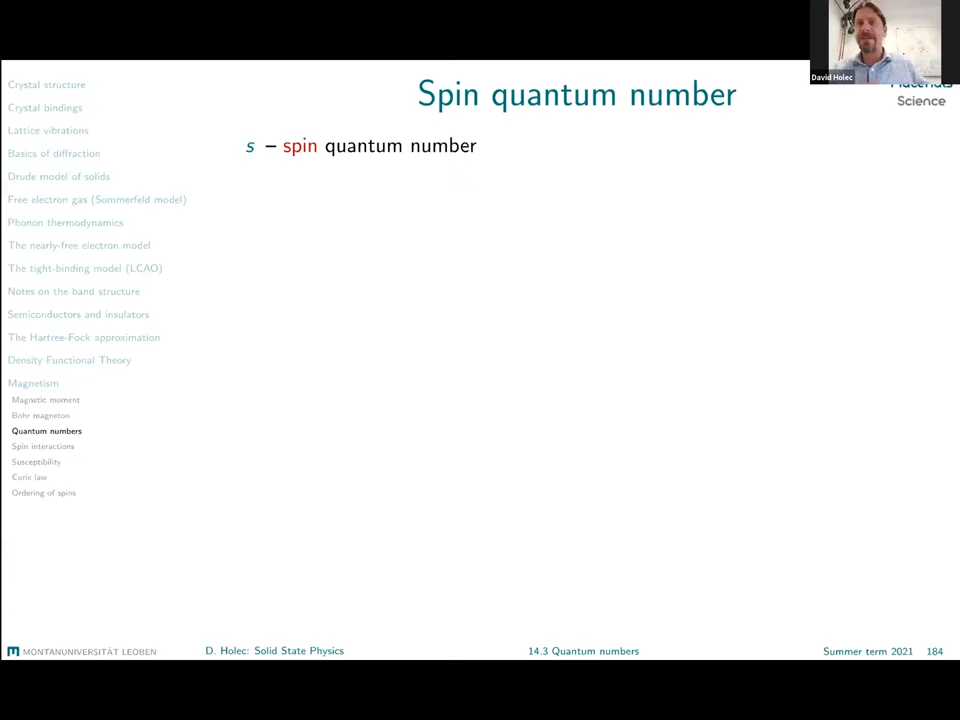 David Holec
Science
Spin quantum number
s – spin quantum number
Crystal structure
Crystal bindings
Lattice vibrations
Basics of diffraction
Drude model of solids
Free electron gas (Sommerfeld model)
Phonon thermodynamics
The nearly-free electron model
The tight-binding model (LCAO)
Notes on the band structure
Semiconductors and insulators
The Hartree-Fock approximation
Density Functional Theory
Magnetism
Magnetic moment
Bohr magneton
Quantum numbers
Spin interactions
Susceptibility
Curie law
Ordering of spins
MONTANUNIVERSITÄT LEOBEN
D. Holec: Solid State Physics
14.3 Quantum numbers
Summer term 2021 184